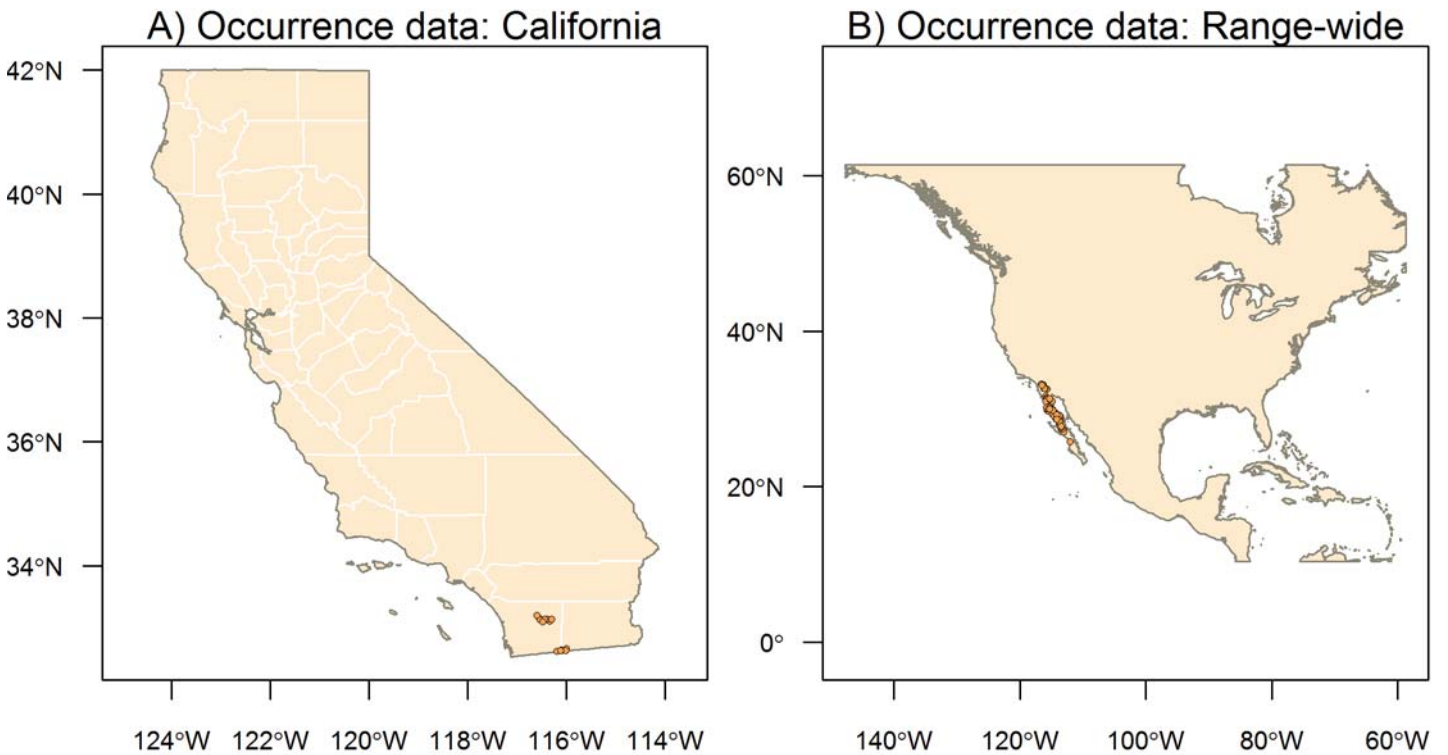 A) Occurrence data: California
42°N
40°N
38°N
36°N
34°N
124°W 122°W 120°W 118°W 116°W 114°W
B) Occurrence data: Range-wide
60°N
40°N
20°N
0°
140°W 120°W 100°W 80°W 60°W